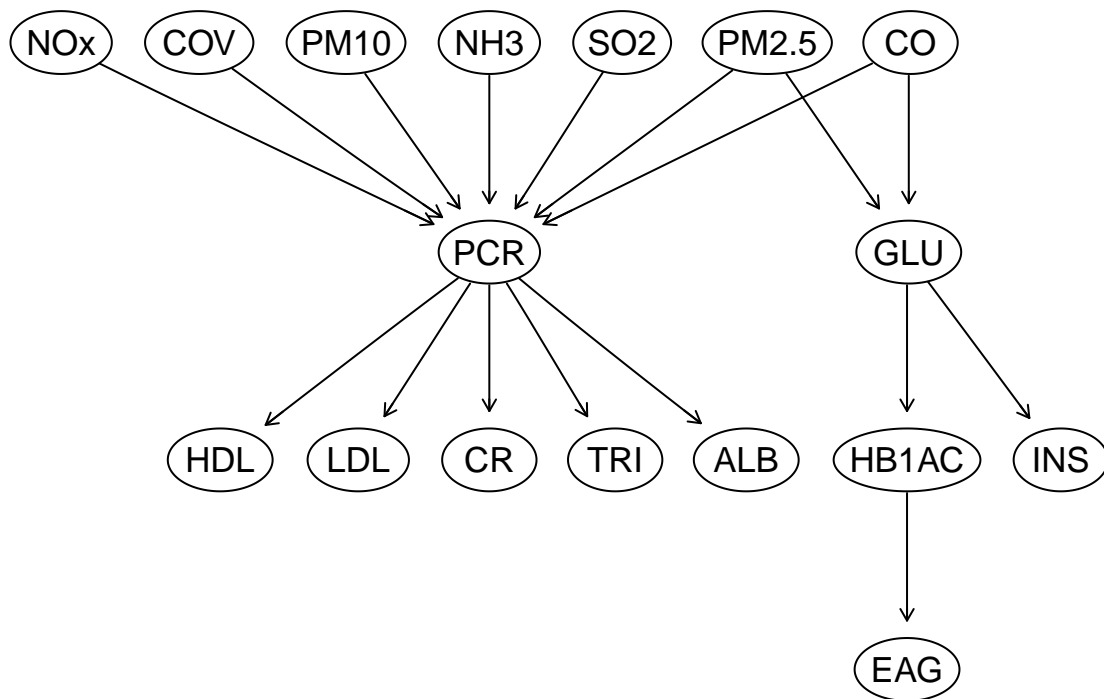 NOx COV PM10 NH3 SO2 PM2.5 CO
PCR GLU
HDL LDL CR TRI ALB HB1AC INS
EAG